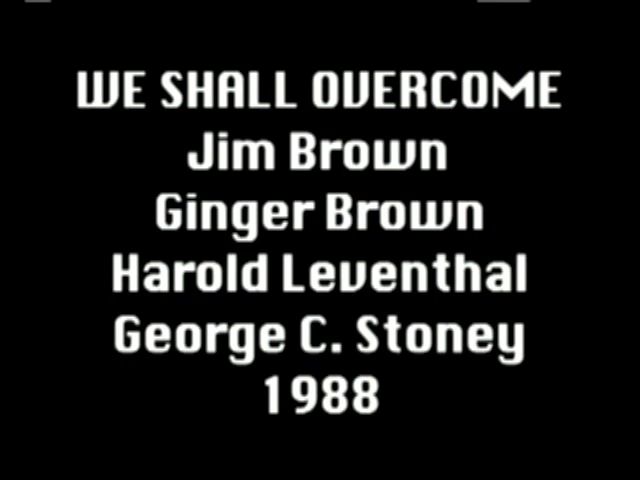 WE SHALL OVERCOME
Jim Brown
Ginger Brown
Harold Leventhal
George C. Stoney
1988